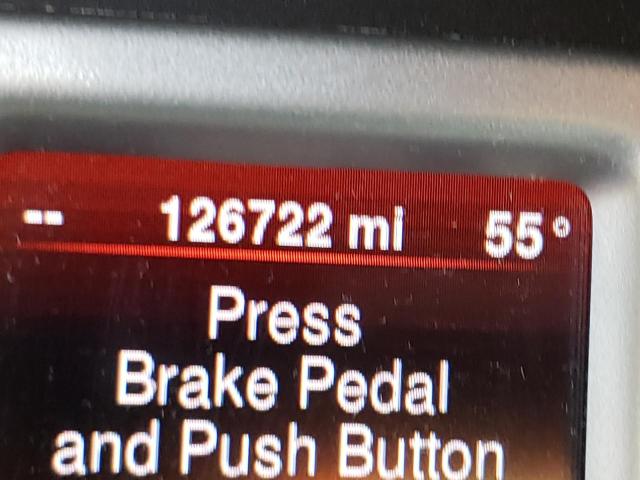 -- 126722 mi 55°
Press
Brake Pedal
and Push Button